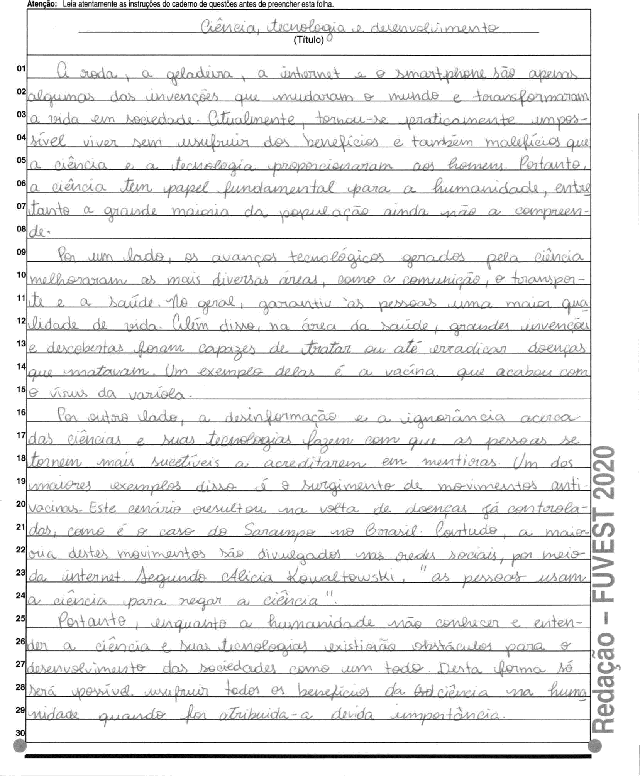 Atenção: Leia atentamente as instruções do caderno de questões antes de preencher esta folha.
Ciência, tecnologia e desenvolvimento
(Título)
01 A roda, a geladeira, a internet e o smartphone são apenas
02 algumas das invenções que mudaram o mundo e transformaram
03 a vida em sociedade. Atualmente, tornou-se praticamente impos-
04 sível viver sem usufruir dos benefícios e também malefícios que
05 a ciência e a tecnologia proporcionaram aos homens. Portanto,
06 a ciência tem papel fundamental para a humanidade, entre
07 tanto a grande maioria da população ainda não a compreen-
08 de.
09 Por um lado, os avanços tecnológicos gerados pela ciência
10 melhoraram as mais diversas áreas, como a comunição, o transpor-
11 te e a saúde. No geral, garantiu às pessoas uma maior qua
12 lidade de vida. Além disso, na área da saúde, grandes invenções
13 e descobertas foram capazes de tratar ou até erradicar doenças
14 que matavam. Um exemplo delas é a vacina que acabou com
15 o vírus da varíola.
16 Por outro lado, a desinformação e a ignorância acerca
17 das ciências e suas tecnologias fazem com que as pessoas se
18 tornem mais sucetíveis a acreditarem em mentiras. Um dos
19 maiores exemplos disso é o surgimento de movimentos anti-
20 vacinas. Este cenário resultou na volta de doenças já controla-
21 das, como é o caso do Sarampo no Brasil. Contudo, a maio-
22 ria destes movimentos são divulgados nas redes sociais, por meio
23 da internet. Segundo Alicia Kowaltowski, "as pessoas usam
24 a ciência para negar a ciência".
25 Portanto, enquanto a humanidade não conhecer e enten-
26 der a ciência e suas tecnologias existirão obstáculos para o
27 desenvolvimento das sociedades como um todo. Desta forma só
28 será possível usufruir todos os benefícios da ciência na huma
29 nidade quando for atribuida-a devida importância.
30
Redação – FUVEST 2020